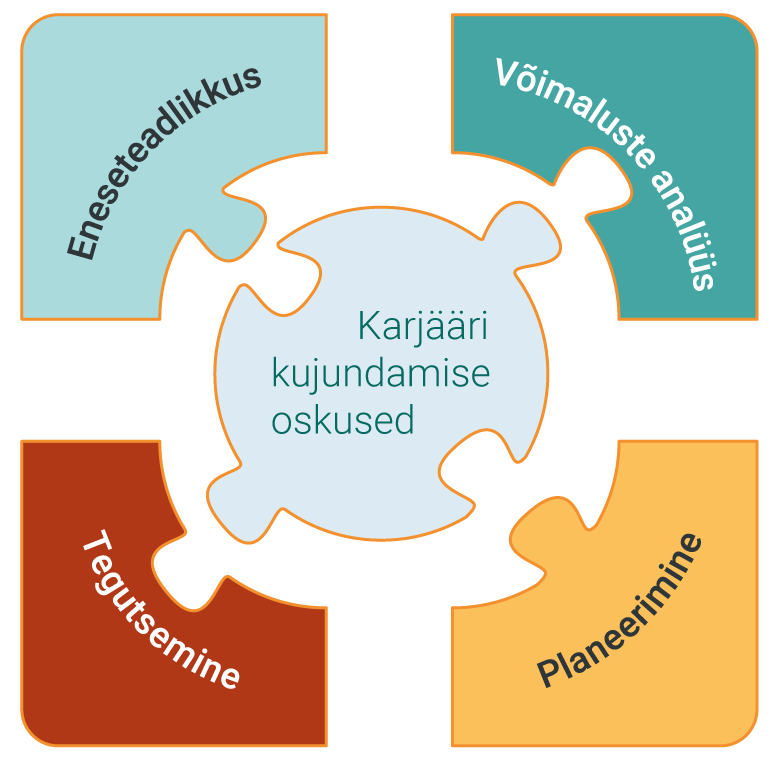 Eneseteadlikkus
Võimaluste analüüs
Karjääri
kujundamise
oskused
Tegutsemine
Planeerimine